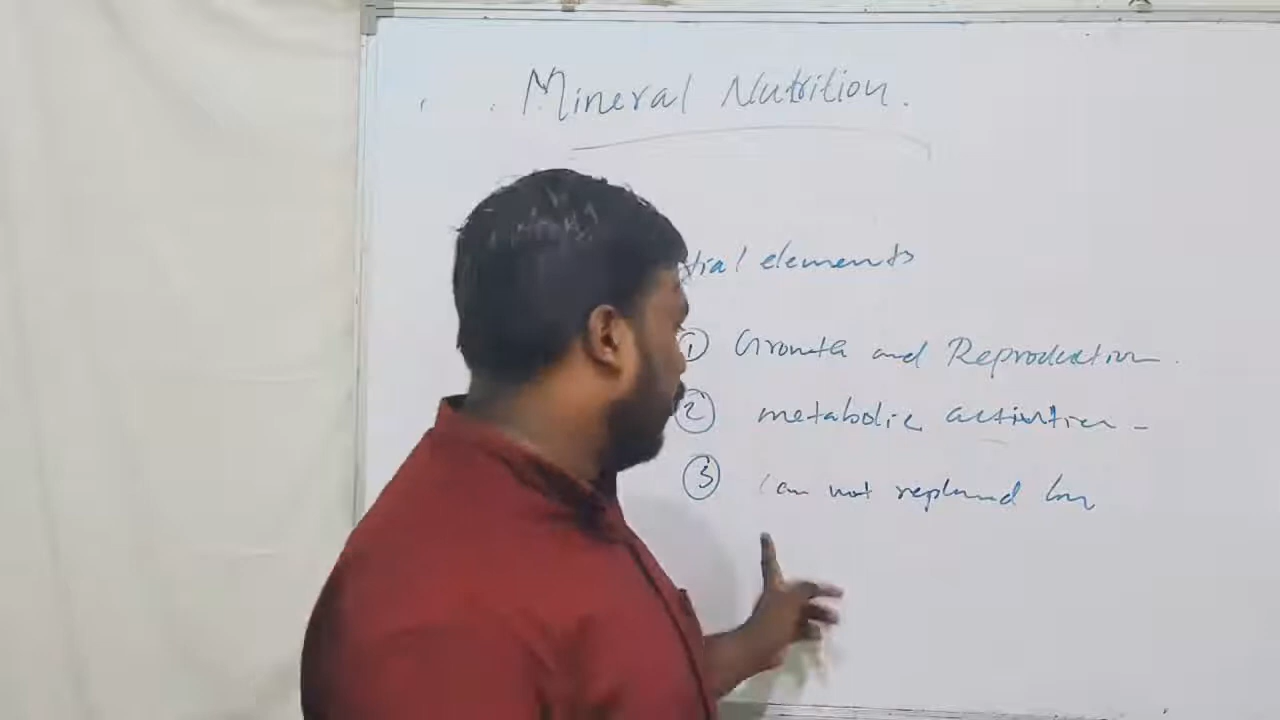 Mineral Nutrition.
tial elements
① Growth and Reproduction.
② metabolic activities -
③ can not replaced by